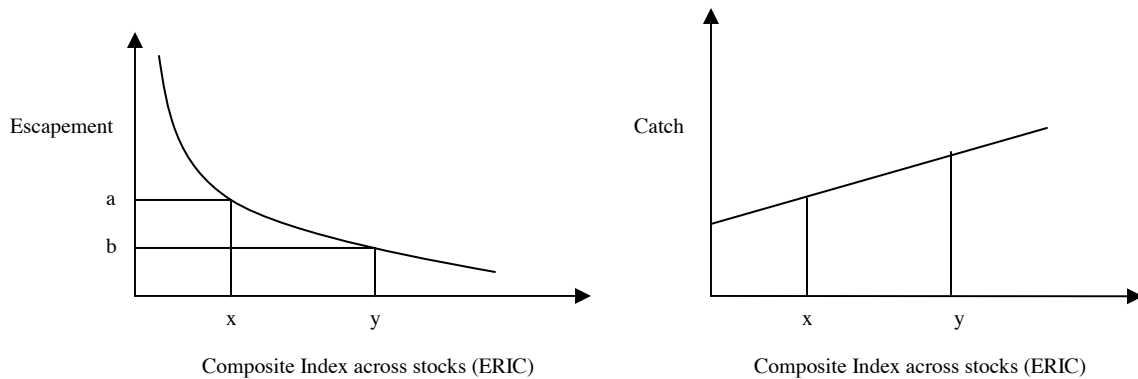 Escapement
a
b
x
y
Composite Index across stocks (ERIC)
Catch
x
y
Composite Index across stocks (ERIC)